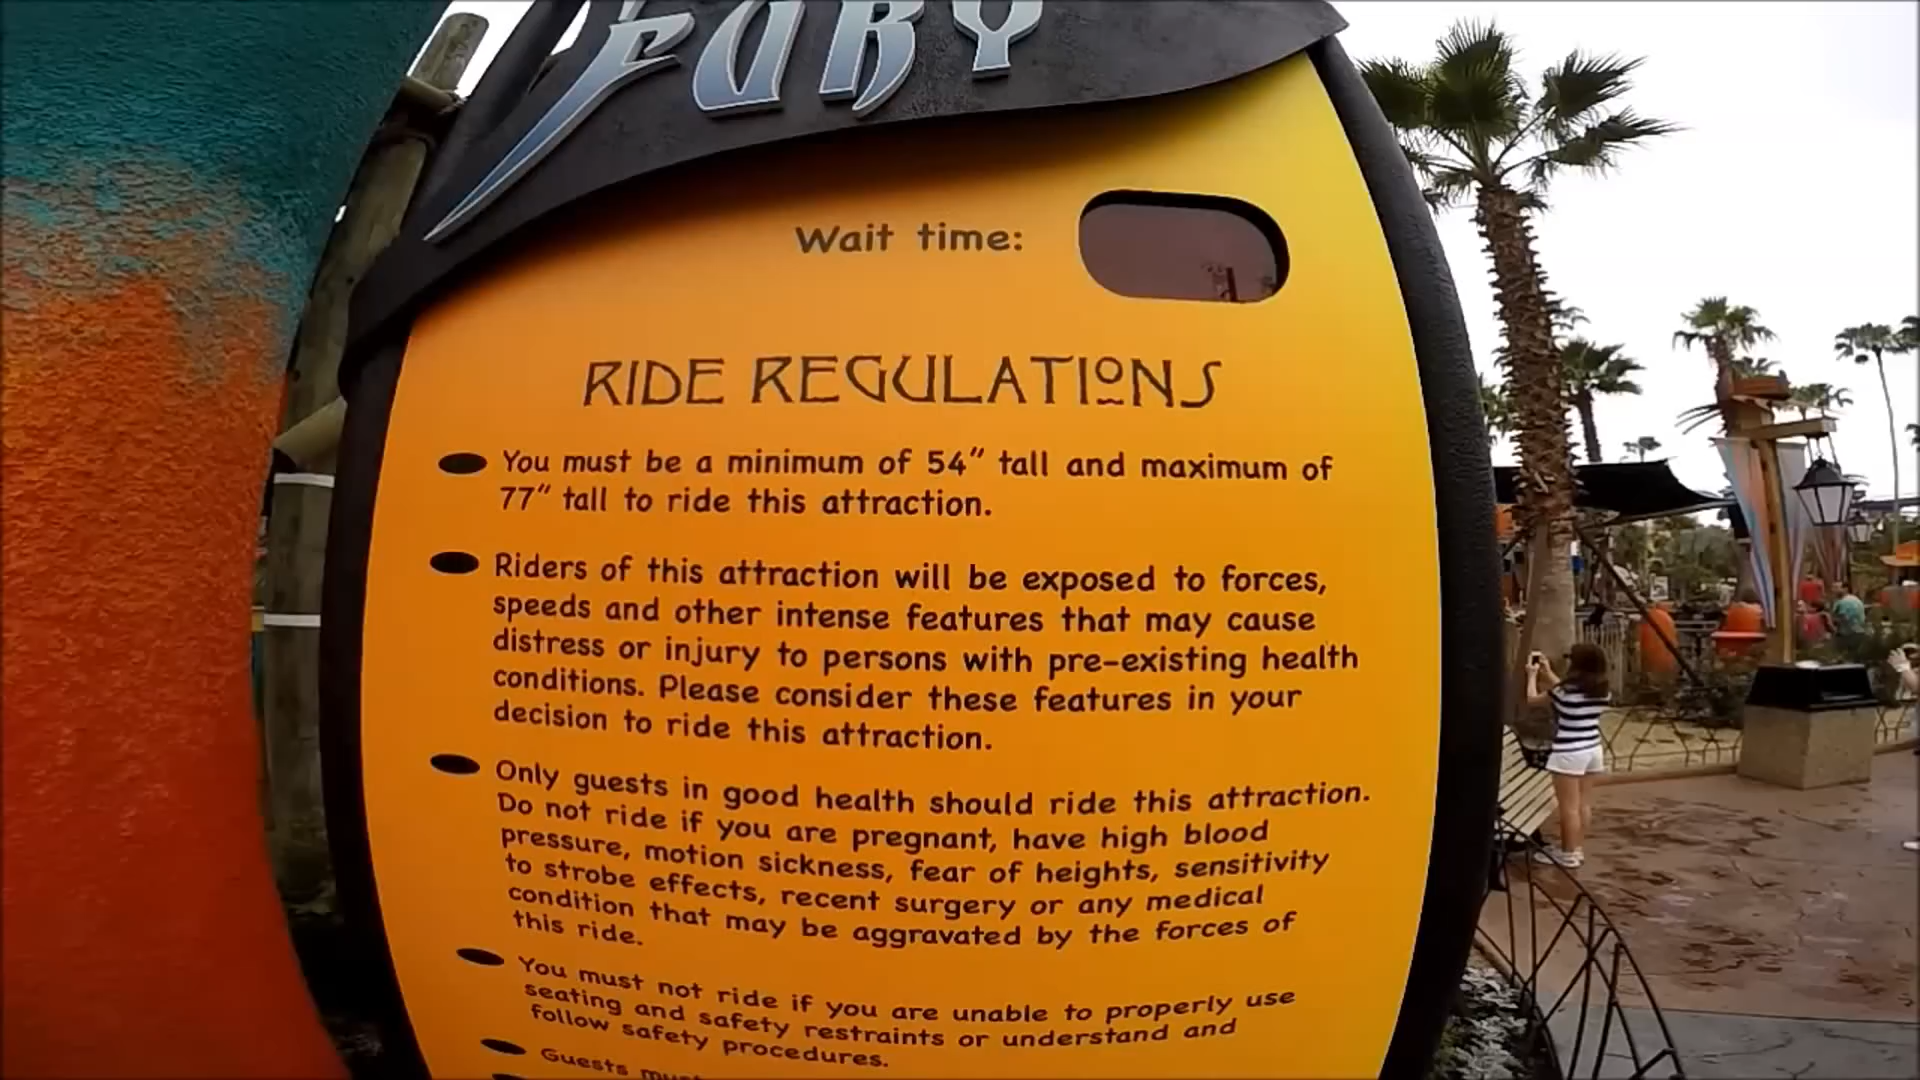 FURY
Wait time:
RIDE REGULATIONS
You must be a minimum of 54" tall and maximum of
77" tall to ride this attraction.
Riders of this attraction will be exposed to forces,
speeds and other intense features that may cause
distress or injury to persons with pre-existing health
conditions. Please consider these features in your
decision to ride this attraction.
Only guests in good health should ride this attraction.
Do not ride if you are pregnant, have high blood
pressure, motion sickness, fear of heights, sensitivity
to strobe effects, recent surgery or any medical
condition that may be aggravated by the forces of
this ride.
You must not ride if you are unable to properly use
seating and safety restraints or understand and
follow safety procedures.
Guests